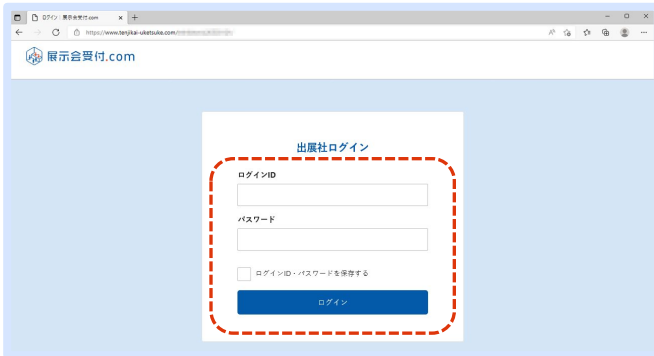 ログイン | 展示会受付.com
https://www.tenjikai-uketsuke.com
展示会受付.com
出展社ログイン
ログインID
パスワード
ログインID・パスワードを保存する
ログイン